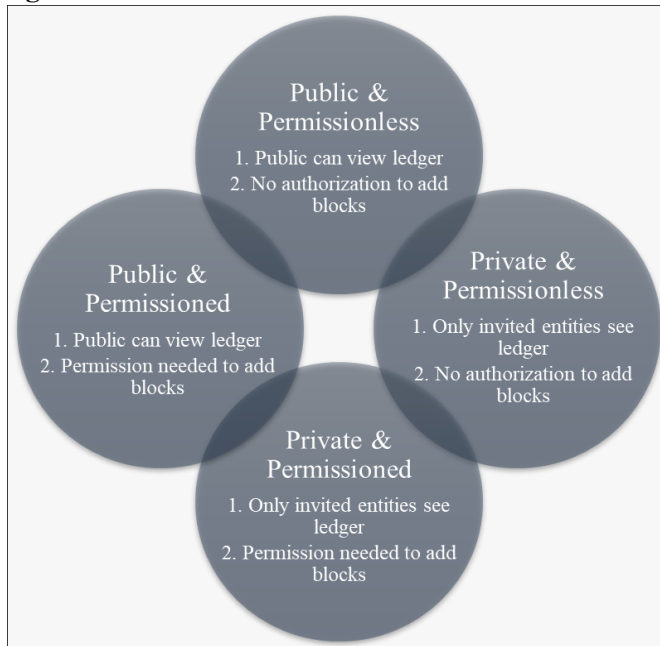 Public &
Permissionless
1. Public can view ledger
2. No authorization to add
blocks
Public &
Permissioned
1. Public can view ledger
2. Permission needed to add
blocks
Private &
Permissionless
1. Only invited entities see
ledger
2. No authorization to add
blocks
Private &
Permissioned
1. Only invited entities see
ledger
2. Permission needed to add
blocks